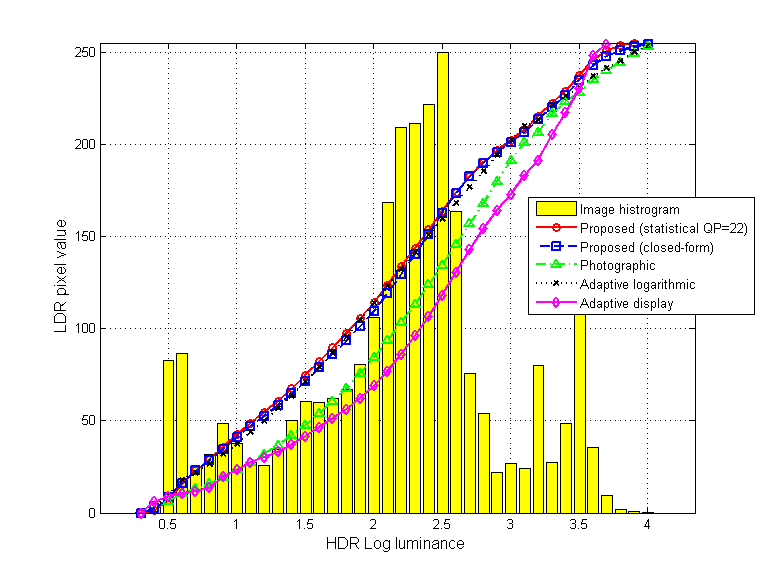 250
200
150
100
50
0
LDR pixel value
0.5 1 1.5 2 2.5 3 3.5 4
HDR Log luminance
Image histrogram
Proposed (statistical QP=22)
Proposed (closed-form)
Photographic
Adaptive logarithmic
Adaptive display